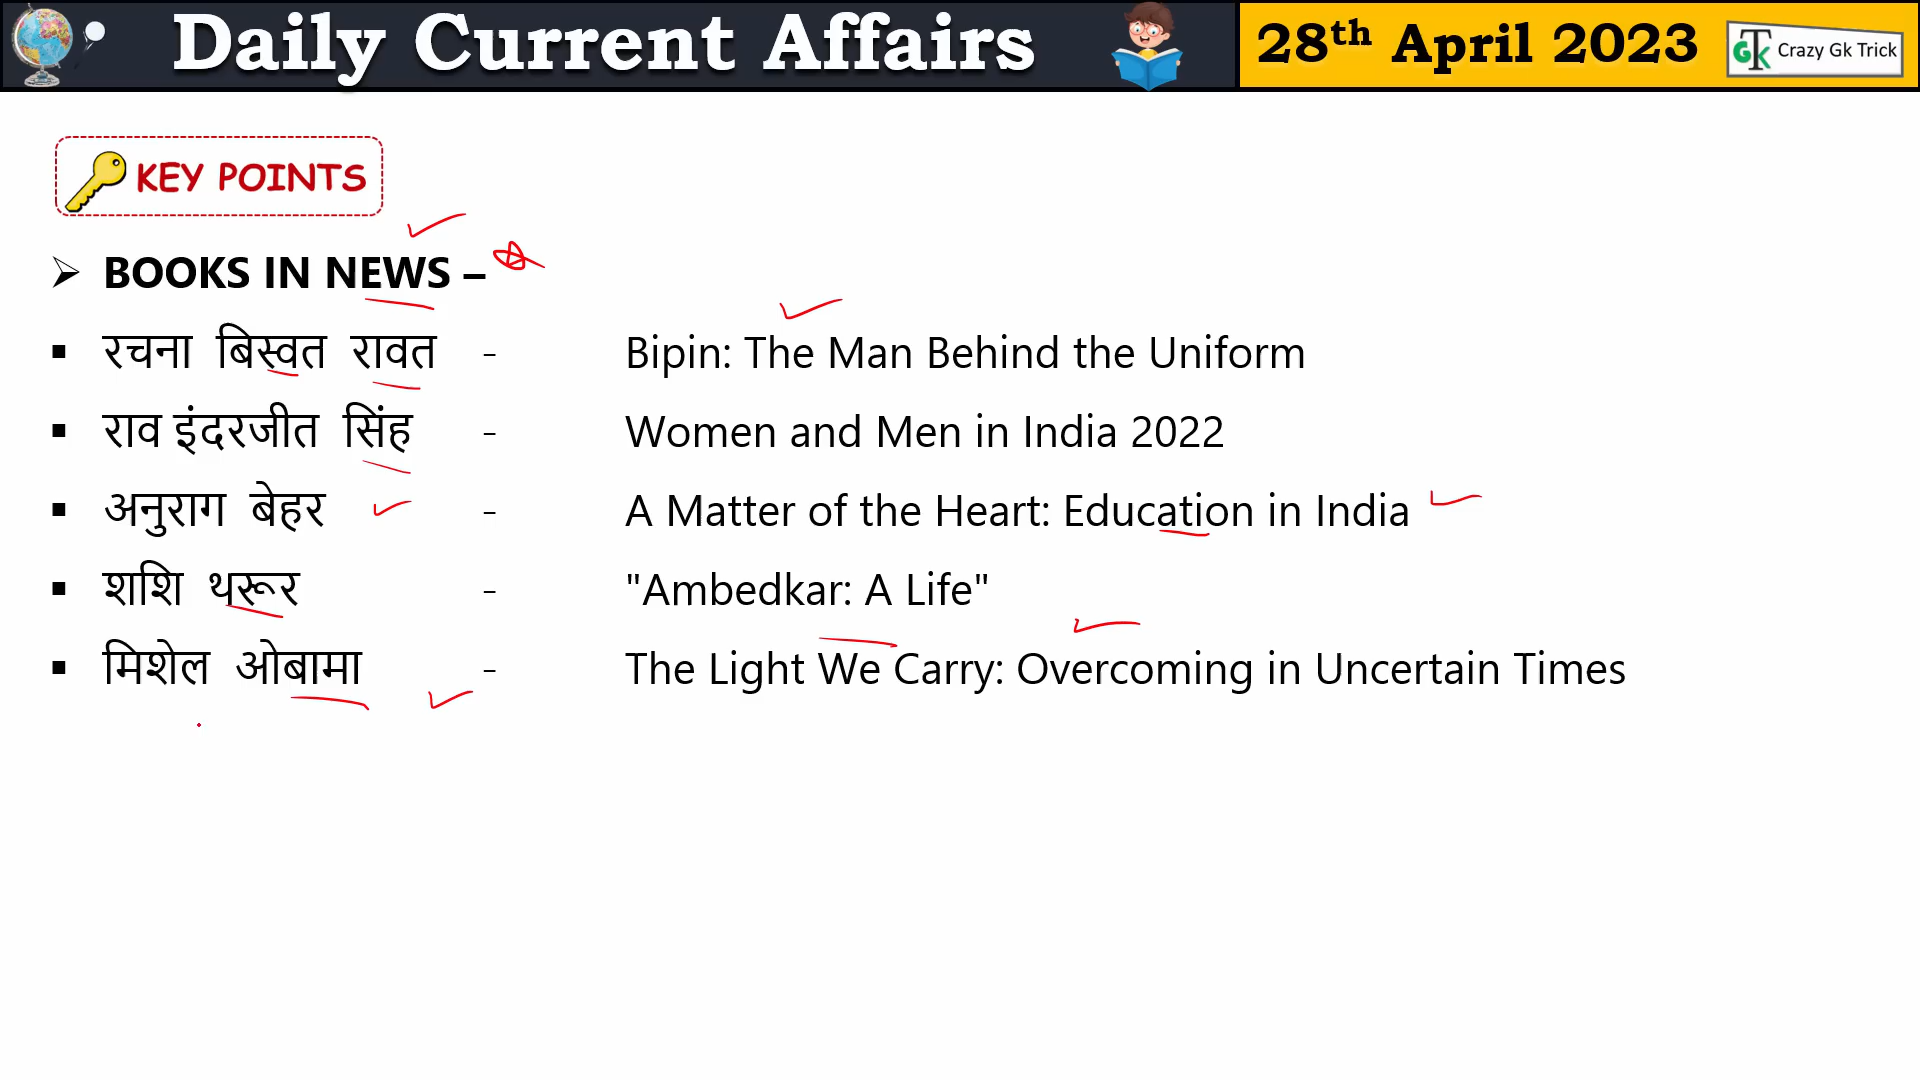 Daily Current Affairs 28th April 2023 GTK Crazy Gk Trick
KEY POINTS
➢ BOOKS IN NEWS –
▪ रचना बिस्वत रावत - Bipin: The Man Behind the Uniform
▪ राव इंदरजीत सिंह - Women and Men in India 2022
▪ अनुराग बेहर - A Matter of the Heart: Education in India
▪ शशि थरूर - "Ambedkar: A Life"
▪ मिशेल ओबामा - The Light We Carry: Overcoming in Uncertain Times